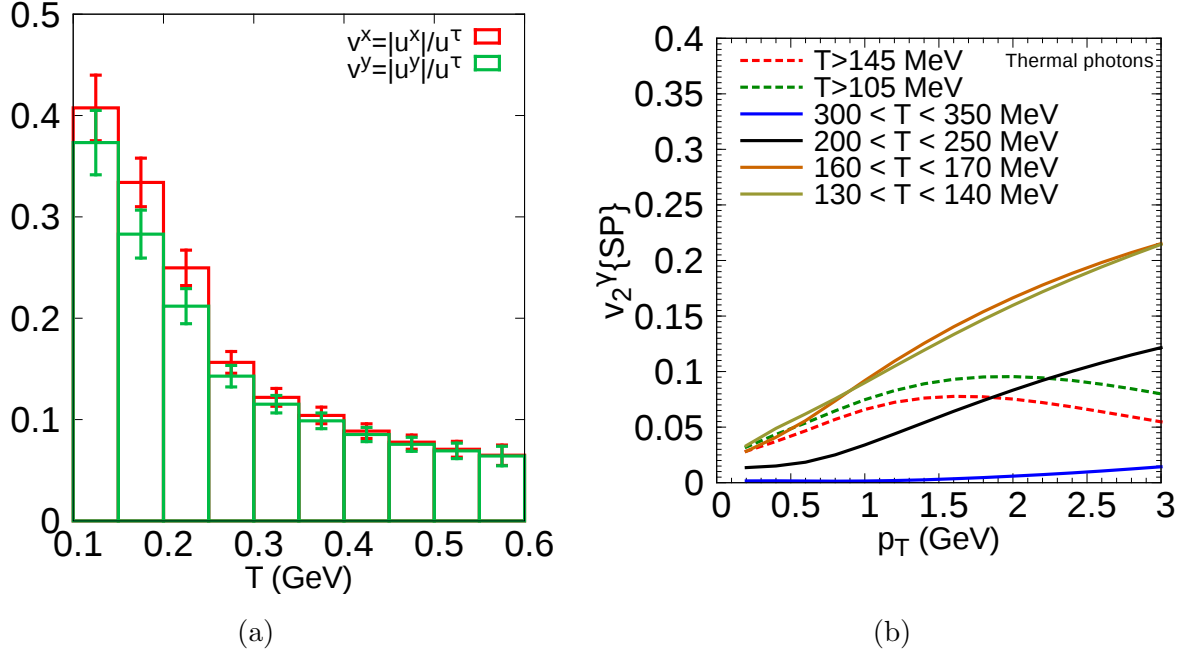 0.5
0.4
0.3
0.2
0.1
0
v^x=|u^x|/u^τ
v^y=|u^y|/u^τ
0.1 0.2 0.3 0.4 0.5 0.6
T (GeV)
(a)
0.4
0.35
0.3
0.25
0.2
0.15
0.1
0.05
0
v_2^γ{SP}
T>145 MeV
Thermal photons
T>105 MeV
300 < T < 350 MeV
200 < T < 250 MeV
160 < T < 170 MeV
130 < T < 140 MeV
0 0.5 1 1.5 2 2.5 3
p_T (GeV)
(b)